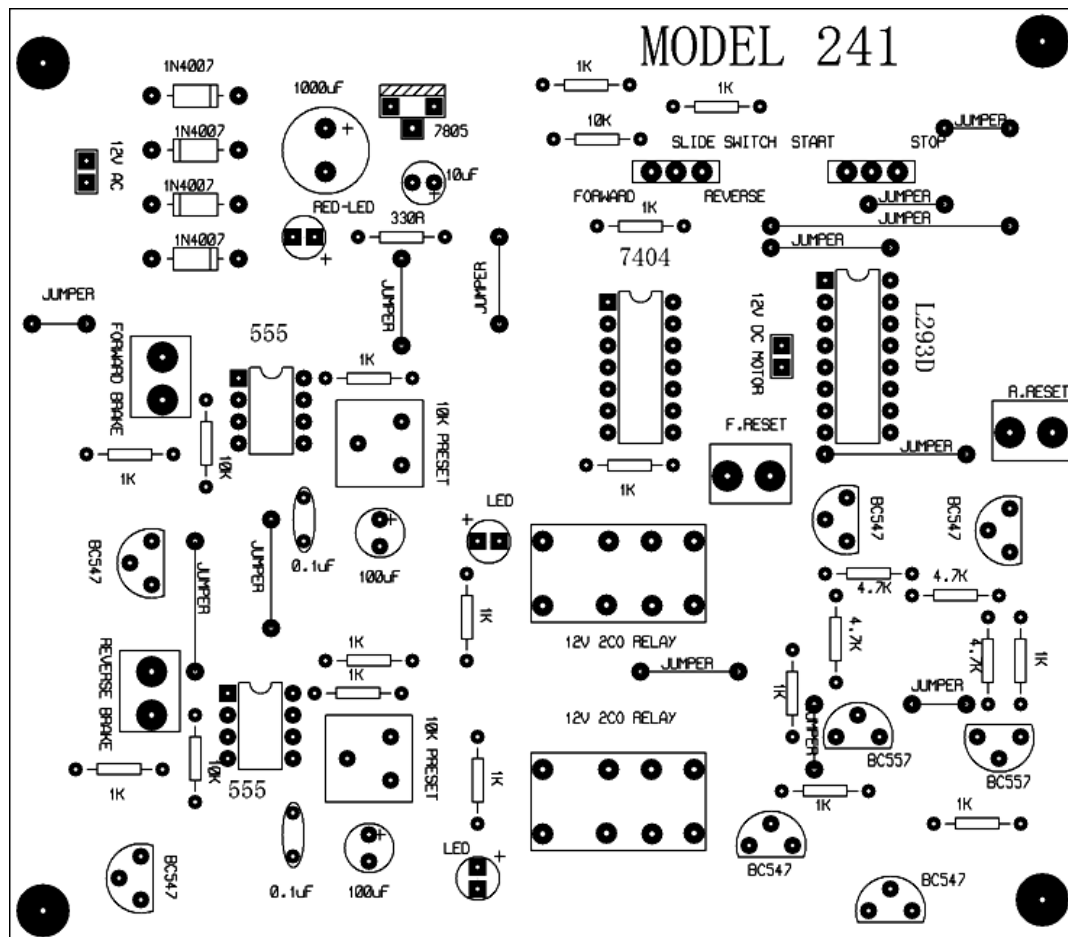 MODEL 241
1N4007
1000uF
7805
1K
1K
10K
JUMPER
SLIDE SWITCH START
STOP
12V AC
1N4007
1N4007
1N4007
10uF
RED-LED
330R
FORWARD
REVERSE
1K
JUMPER
JUMPER
JUMPER
7404
JUMPER
JUMPER
JUMPER
555
FORWARD BRAKE
1K
10K PRESET
12V DC MOTOR
L293D
R.RESET
F.RESET
1K
10K
1K
JUMPER
LED
BC547
BC547
BC547
JUMPER
JUMPER
0.1uF
100uF
1K
4.7K
4.7K
4.7K
4.7K
1K
12V 2CO RELAY
JUMPER
1K
1K
REVERSE BRAKE
1K
JUMPER
JUMPER
12V 2CO RELAY
10K PRESET
BC557
BC557
1K
10K
555
1K
1K
1K
LED
BC547
0.1uF
100uF
BC547
BC547